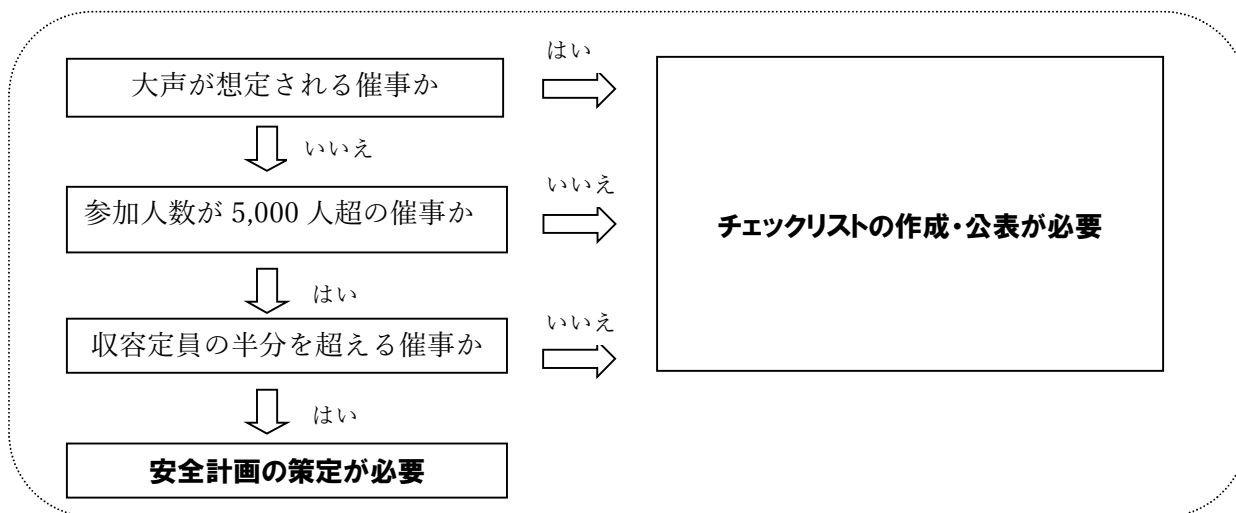 大声が想定される催事か
はい
いいえ
参加人数が 5,000 人超の催事か
いいえ
チェックリストの作成・公表が必要
はい
収容定員の半分を超える催事か
いいえ
はい
安全計画の策定が必要